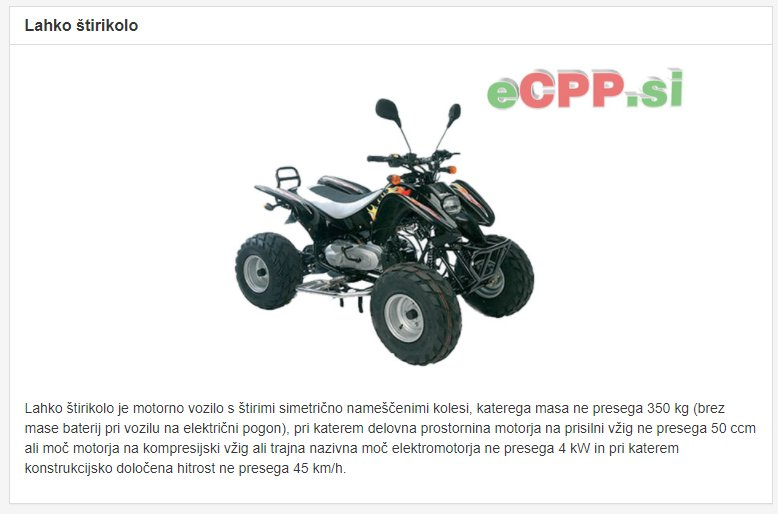 Lahko štirikolo
eCPP.si
Lahko štirikolo je motorno vozilo s štirimi simetrično nameščenimi kolesi, katerega masa ne presega 350 kg (brez
mase baterij pri vozilu na električni pogon), pri katerem delovna prostornina motorja na prisilni vžig ne presega 50 ccm
ali moč motorja na kompresijski vžig ali trajna nazivna moč elektromotorja ne presega 4 kW in pri katerem
konstrukcijsko določena hitrost ne presega 45 km/h.